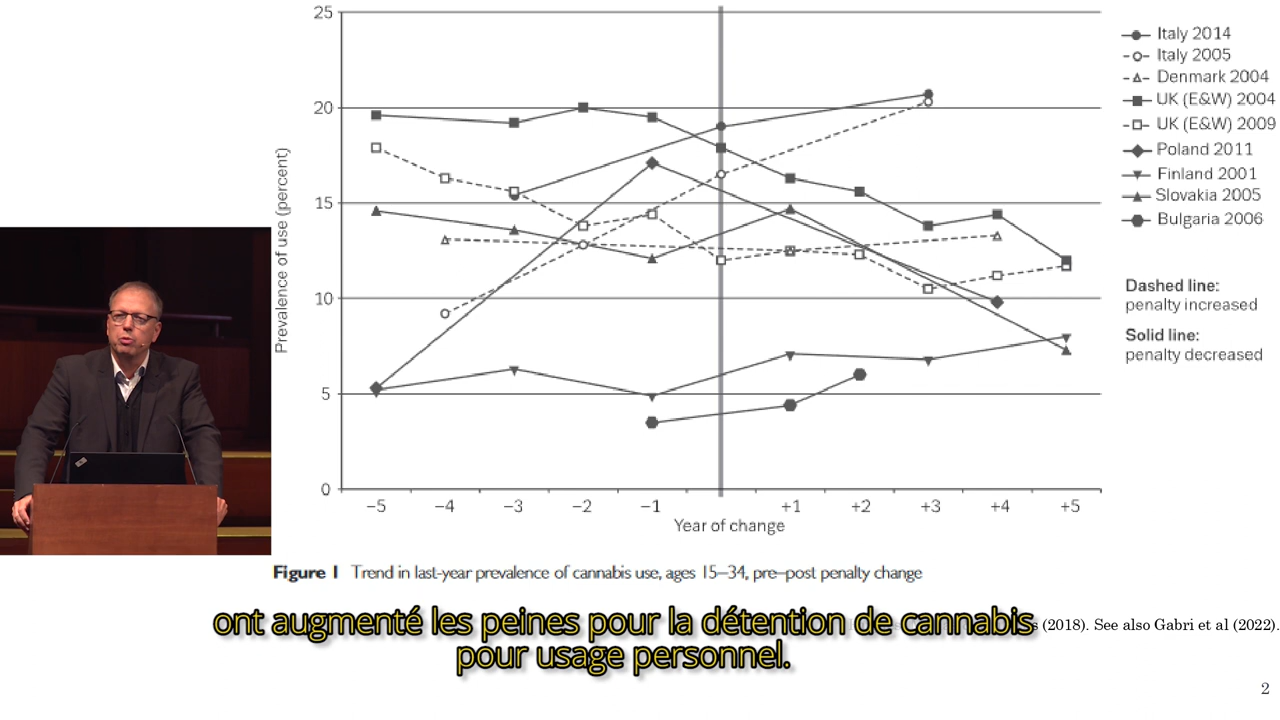 25
20
15
10
5
0
Prevalence of use (percent)
−5 −4 −3 −2 −1 +1 +2 +3 +4 +5
Year of change
Italy 2014
Italy 2005
Denmark 2004
UK (E&W) 2004
UK (E&W) 2009
Poland 2011
Finland 2001
Slovakia 2005
Bulgaria 2006
Dashed line:
penalty increased
Solid line:
penalty decreased
Figure 1 Trend in last-year prevalence of cannabis use, ages 15–34, pre–post penalty change
ont augmenté les peines pour la détention de cannabis
pour usage personnel.
(2018). See also Gabri et al (2022).
2